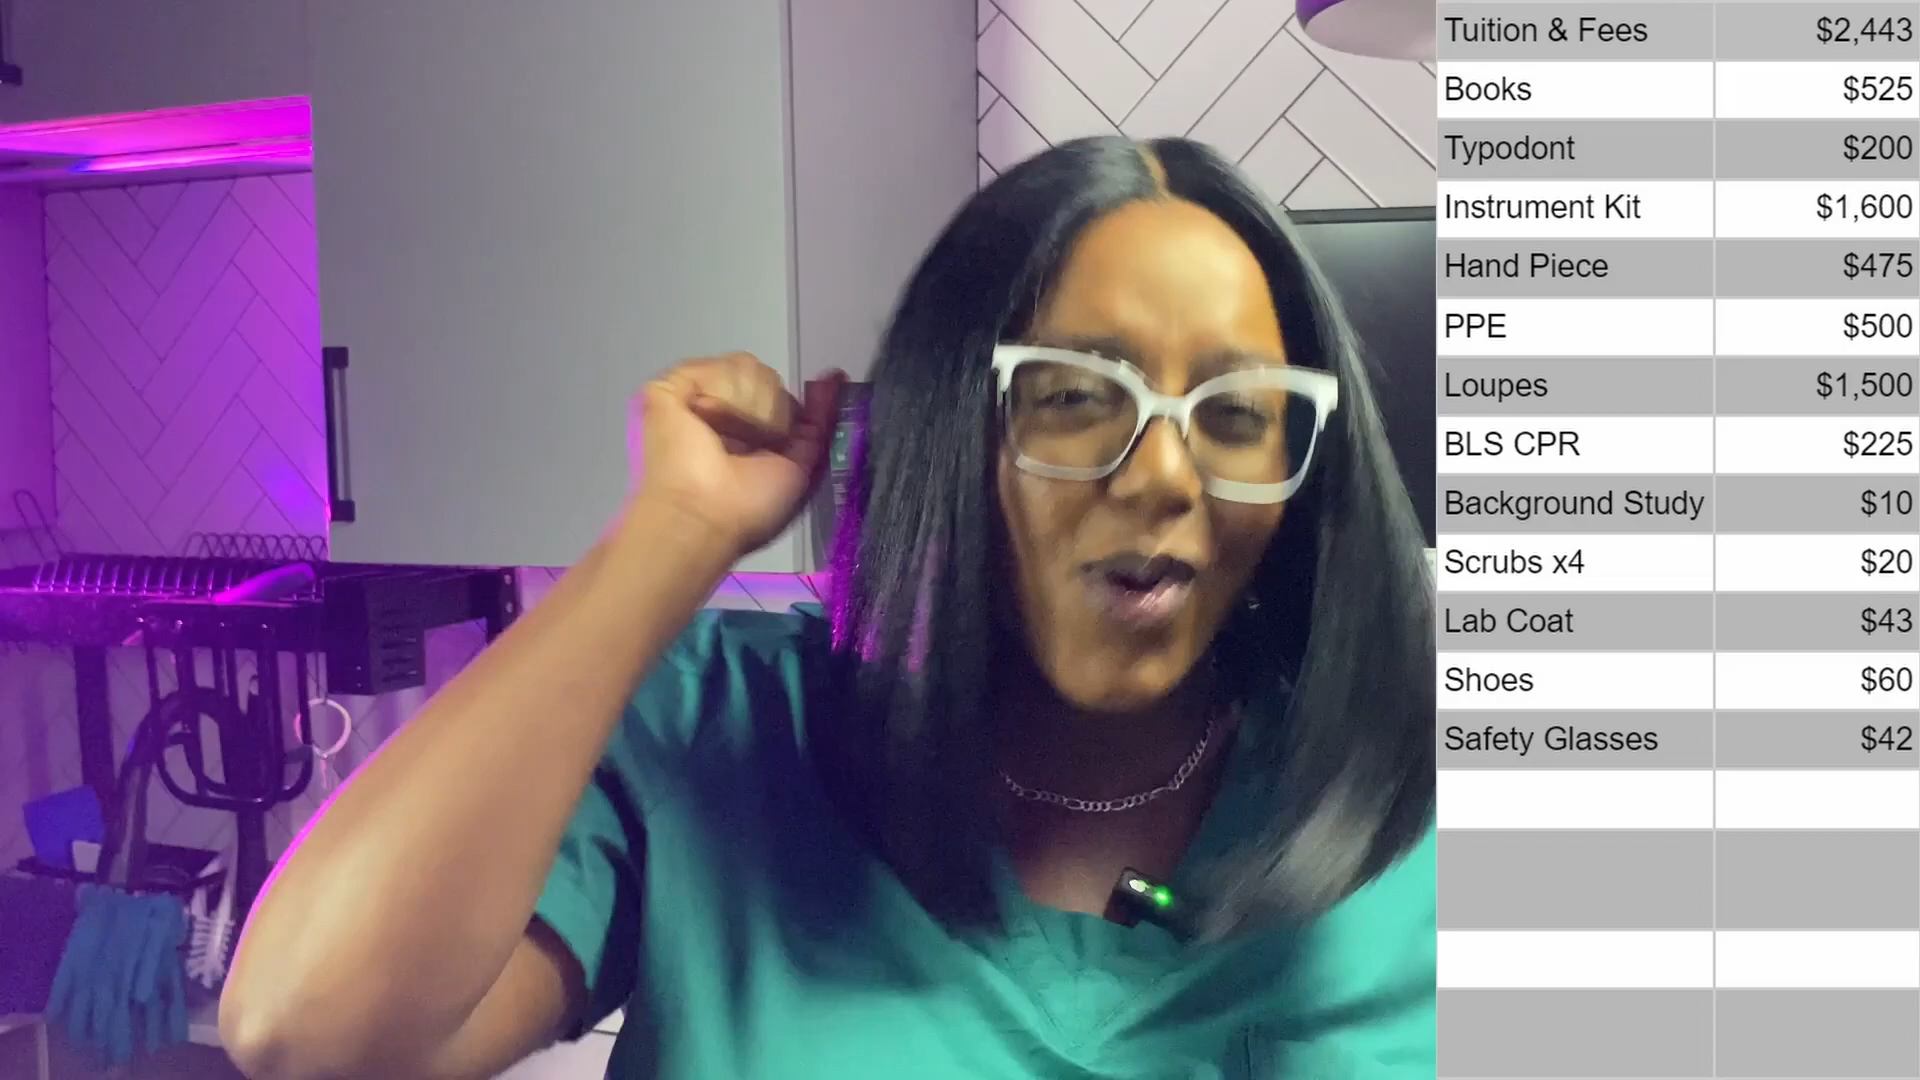 Tuition & Fees $2,443
Books $525
Typodont $200
Instrument Kit $1,600
Hand Piece $475
PPE $500
Loupes $1,500
BLS CPR $225
Background Study $10
Scrubs x4 $20
Lab Coat $43
Shoes $60
Safety Glasses $42